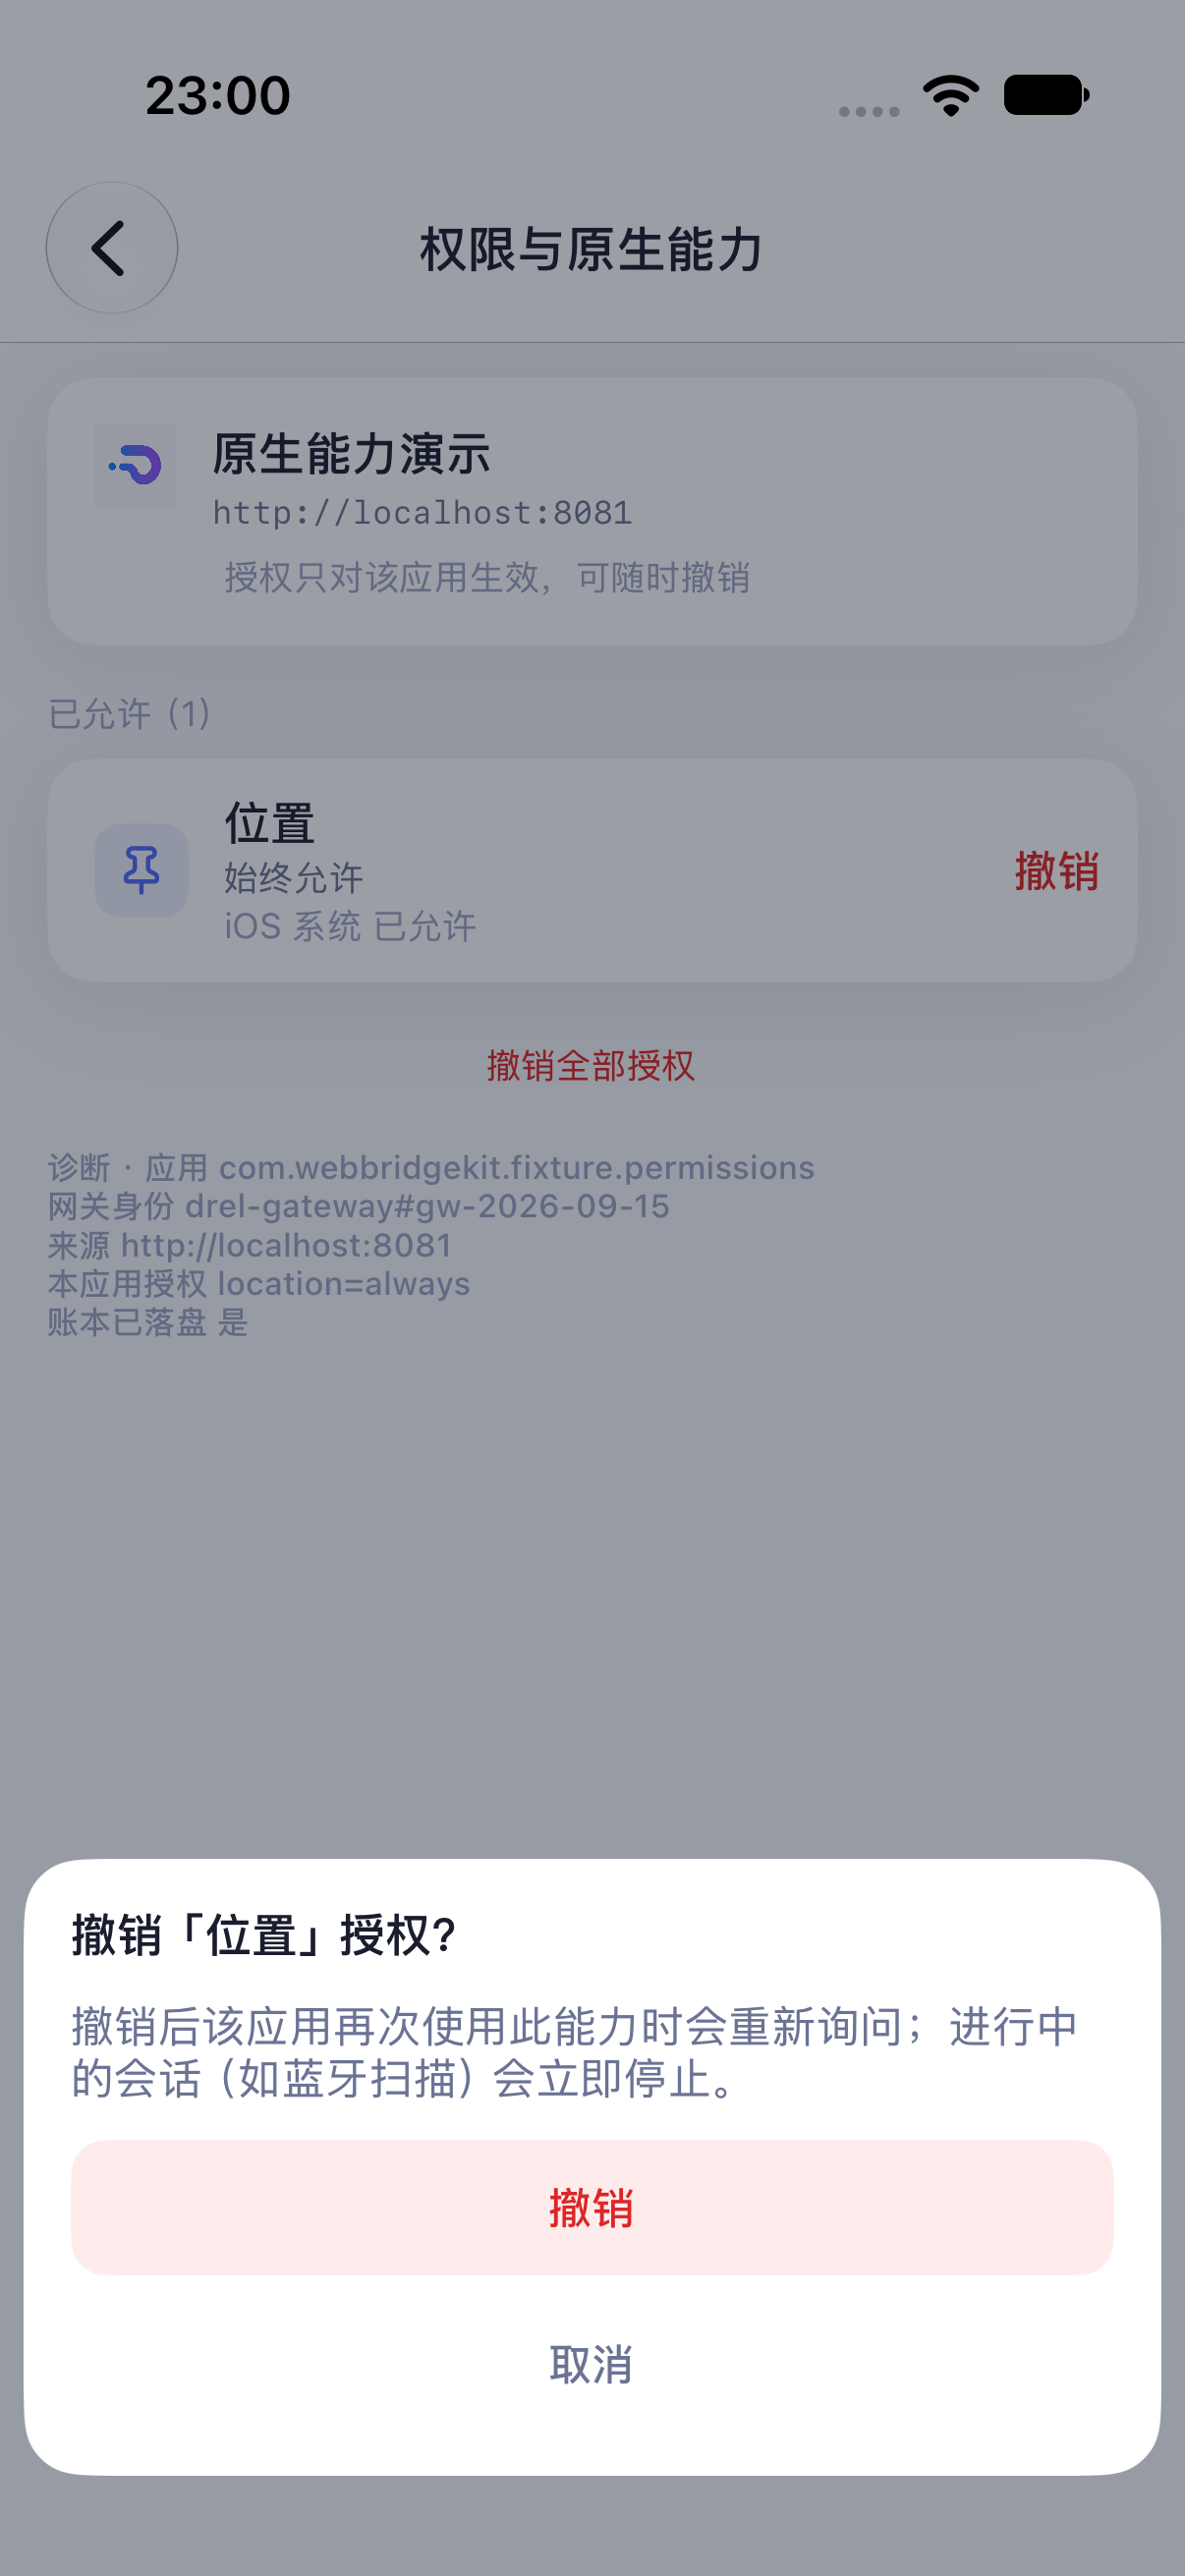 23:00
权限与原生能力
原生能力演示
http://localhost:8081
授权只对该应用生效，可随时撤销
已允许（1）
位置
始终允许
iOS 系统 已允许
撤销
撤销全部授权
诊断 · 应用 com.webbridgekit.fixture.permissions
网关身份 drel-gateway#gw-2026-09-15
来源 http://localhost:8081
本应用授权 location=always
账本已落盘 是
撤销「位置」授权?
撤销后该应用再次使用此能力时会重新询问；进行中
的会话（如蓝牙扫描）会立即停止。
撤销
取消